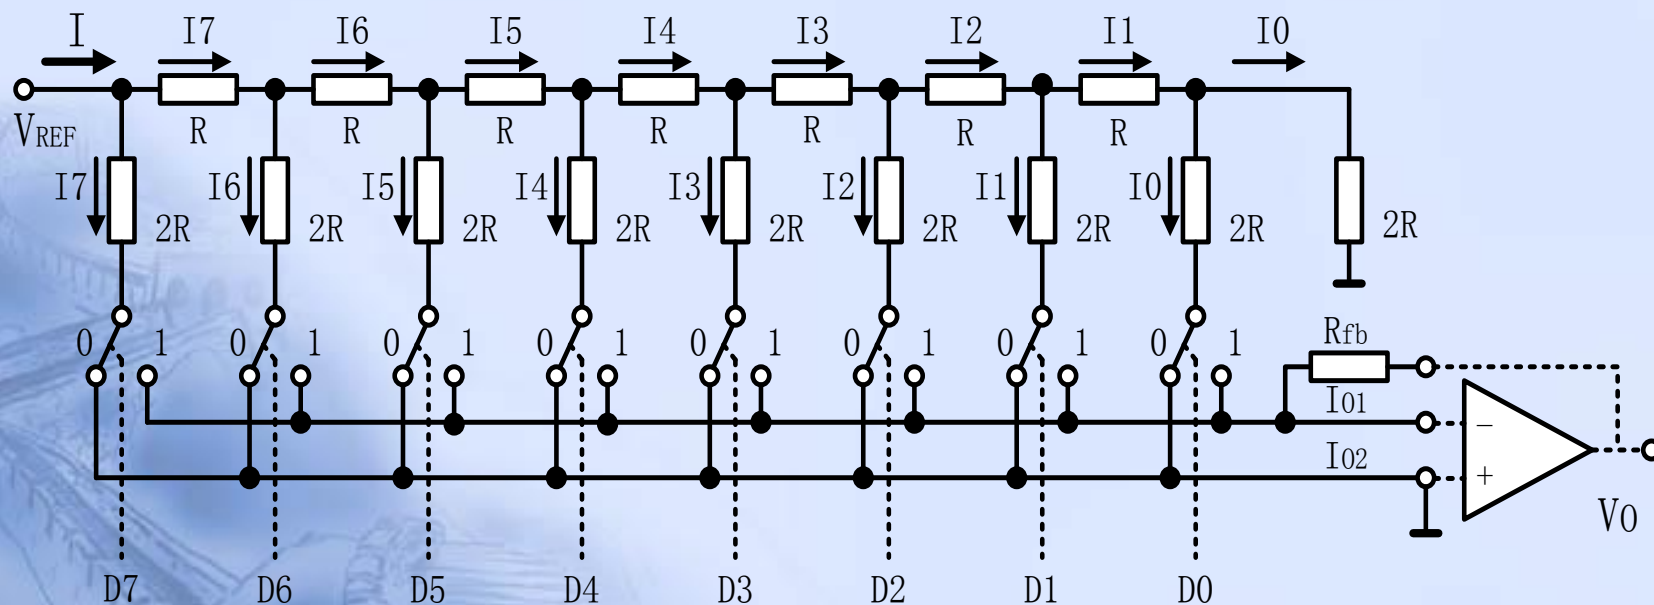 I I7 I6 I5 I4 I3 I2 I1 I0
VREF R R R R R R R
I7 I6 I5 I4 I3 I2 I1 I0
2R 2R 2R 2R 2R 2R 2R 2R 2R
0 1 0 1 0 1 0 1 0 1 0 1 0 1 0 1
Rfb
IO1
−
IO2
+
VO
D7 D6 D5 D4 D3 D2 D1 D0